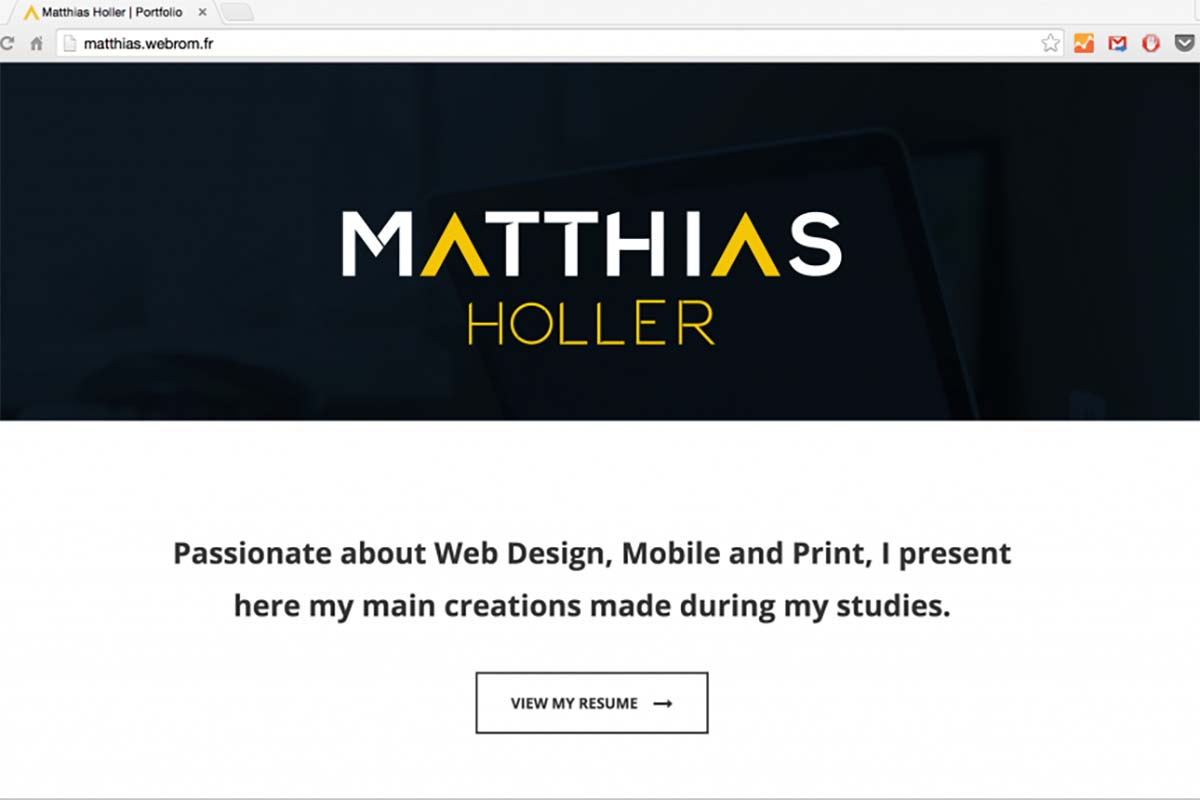 Matthias Holler | Portfolio
matthias.webrom.fr
MATTHIAS
HOLLER
Passionate about Web Design, Mobile and Print, I present
here my main creations made during my studies.
VIEW MY RESUME →